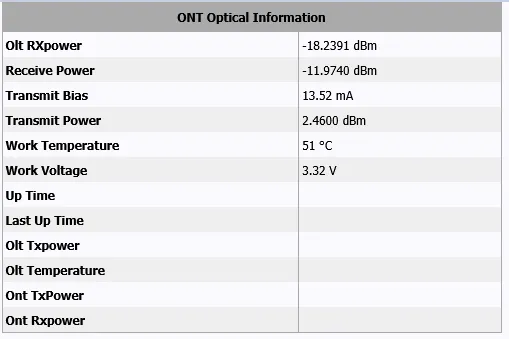 ONT Optical Information
Olt RXpower -18.2391 dBm
Receive Power -11.9740 dBm
Transmit Bias 13.52 mA
Transmit Power 2.4600 dBm
Work Temperature 51 °C
Work Voltage 3.32 V
Up Time
Last Up Time
Olt Txpower
Olt Temperature
Ont TxPower
Ont Rxpower